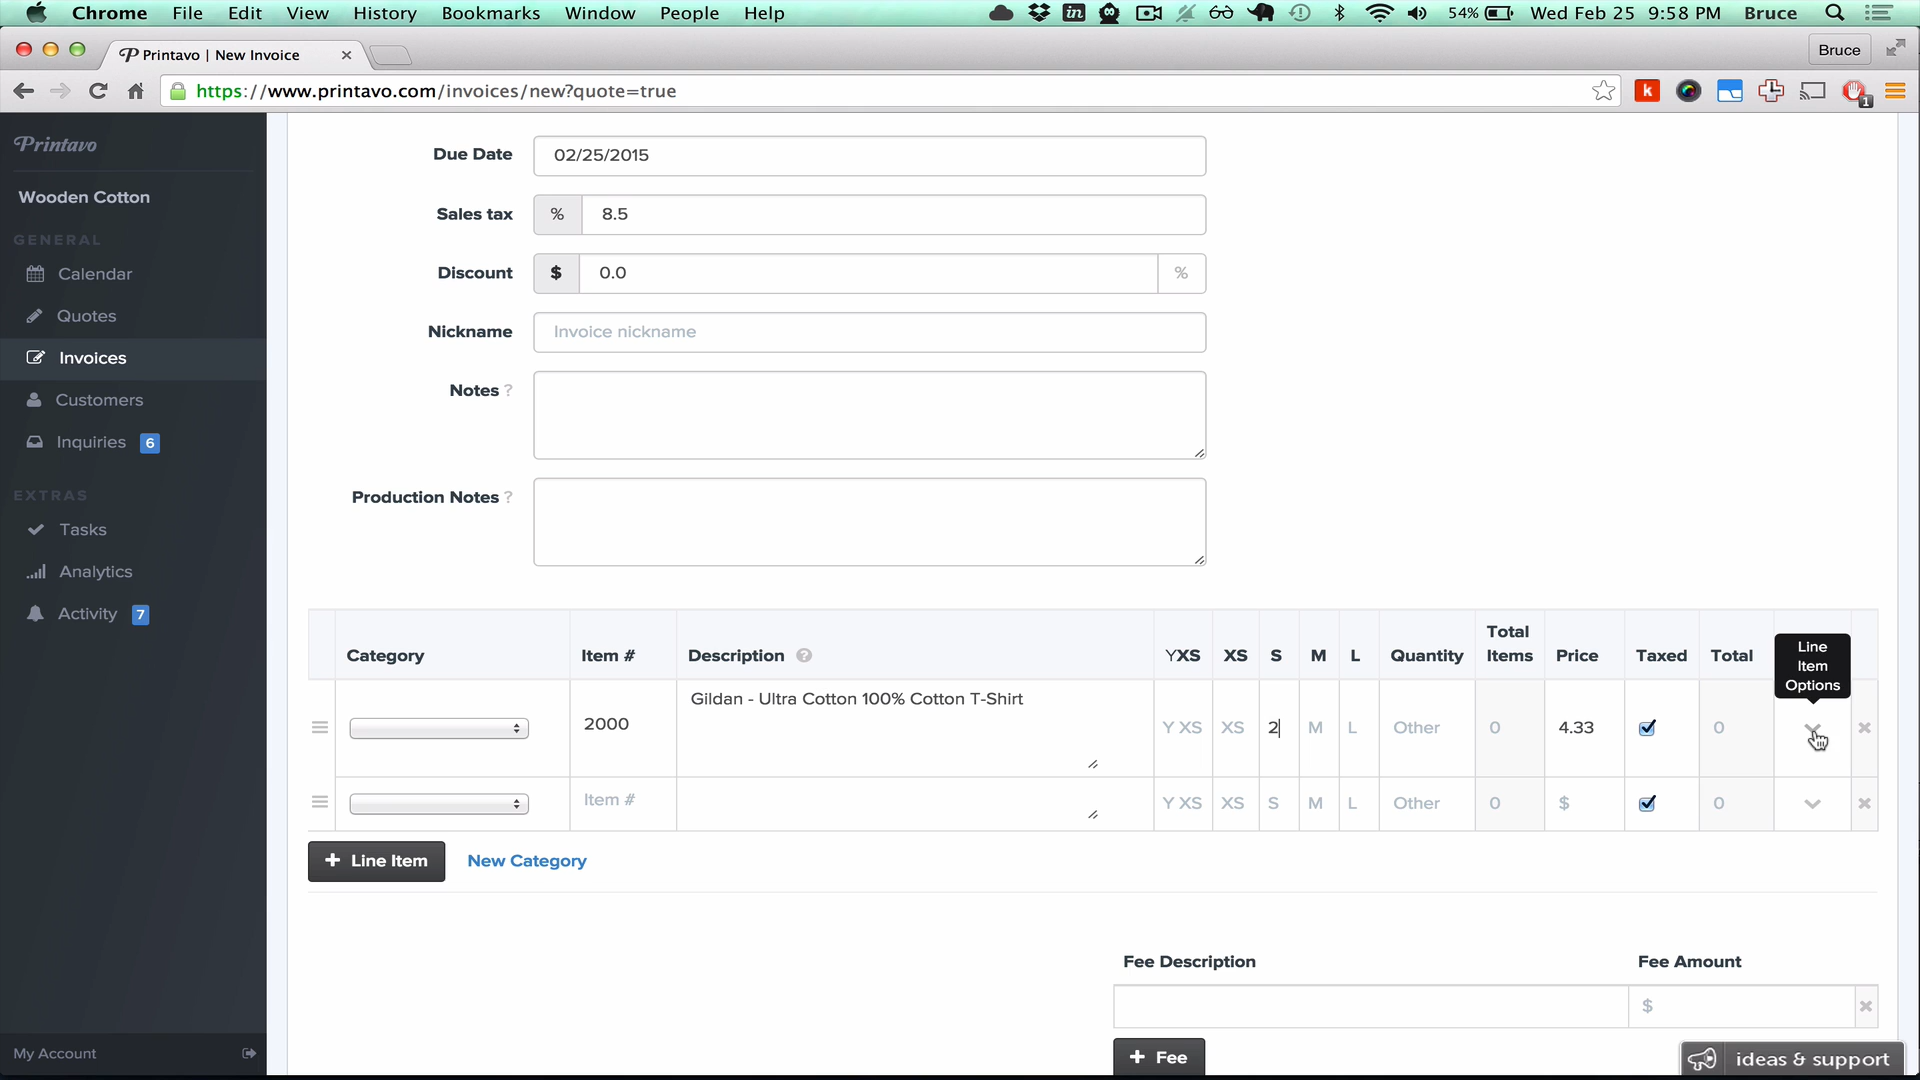 Chrome File Edit View History Bookmarks Window People Help 54% Wed Feb 25 9:58 PM Bruce
Printavo | New Invoice Bruce
https://www.printavo.com/invoices/new?quote=true
Printavo
Wooden Cotton
GENERAL
Calendar
Quotes
Invoices
Customers
Inquiries 6
EXTRAS
Tasks
Analytics
Activity 7
My Account
Due Date 02/25/2015
Sales tax % 8.5
Discount $ 0.0 %
Nickname Invoice nickname
Notes ?
Production Notes ?
Line Item Options
Category Item # Description ? YXS XS S M L Quantity Total Items Price Taxed Total
2000 Gildan - Ultra Cotton 100% Cotton T-Shirt Y XS XS 2 M L Other 0 4.33 0
Item # Y XS XS S M L Other 0 $ 0
+ Line Item New Category
Fee Description Fee Amount
$
+ Fee
ideas & support